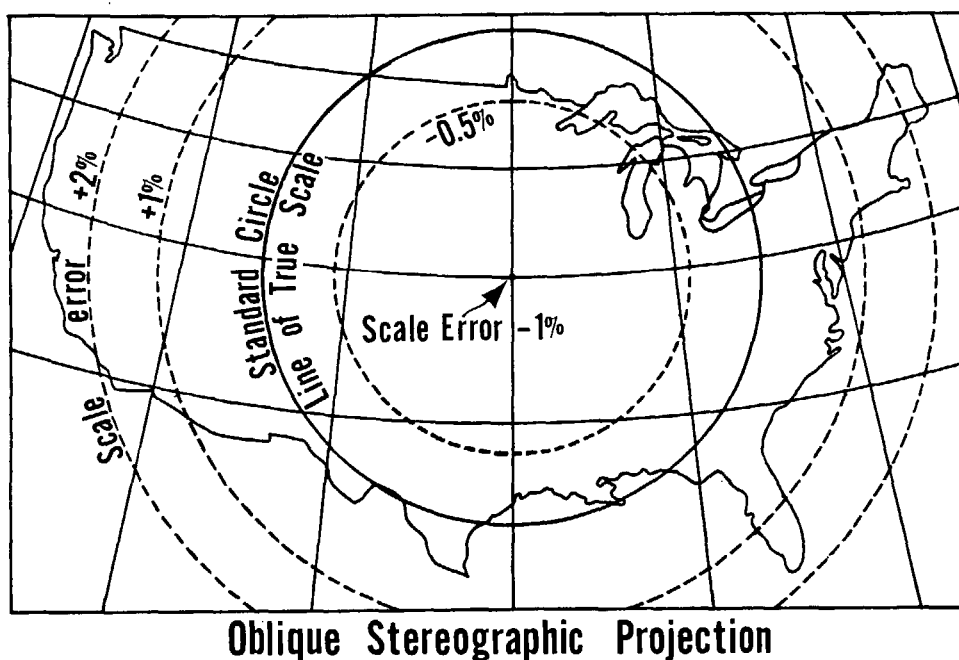 -0.5%
+2%
+1%
Standard Circle
Line of True Scale
Scale error
Scale Error -1%
Oblique Stereographic Projection